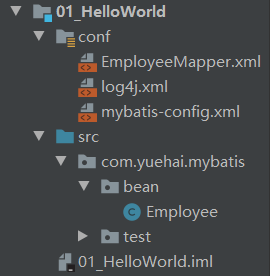 01_HelloWorld
conf
EmployeeMapper.xml
log4j.xml
mybatis-config.xml
src
com.yuehai.mybatis
bean
Employee
test
01_HelloWorld.iml